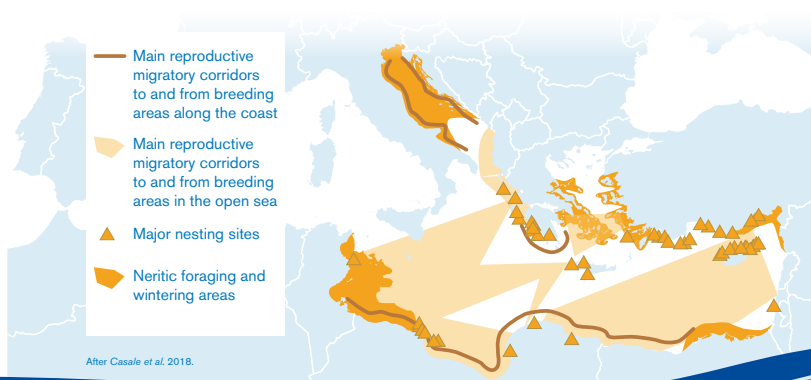 Main reproductive
migratory corridors
to and from breeding
areas along the coast
Main reproductive
migratory corridors
to and from breeding
areas in the open sea
Major nesting sites
Neritic foraging and
wintering areas
After Casale et al. 2018.